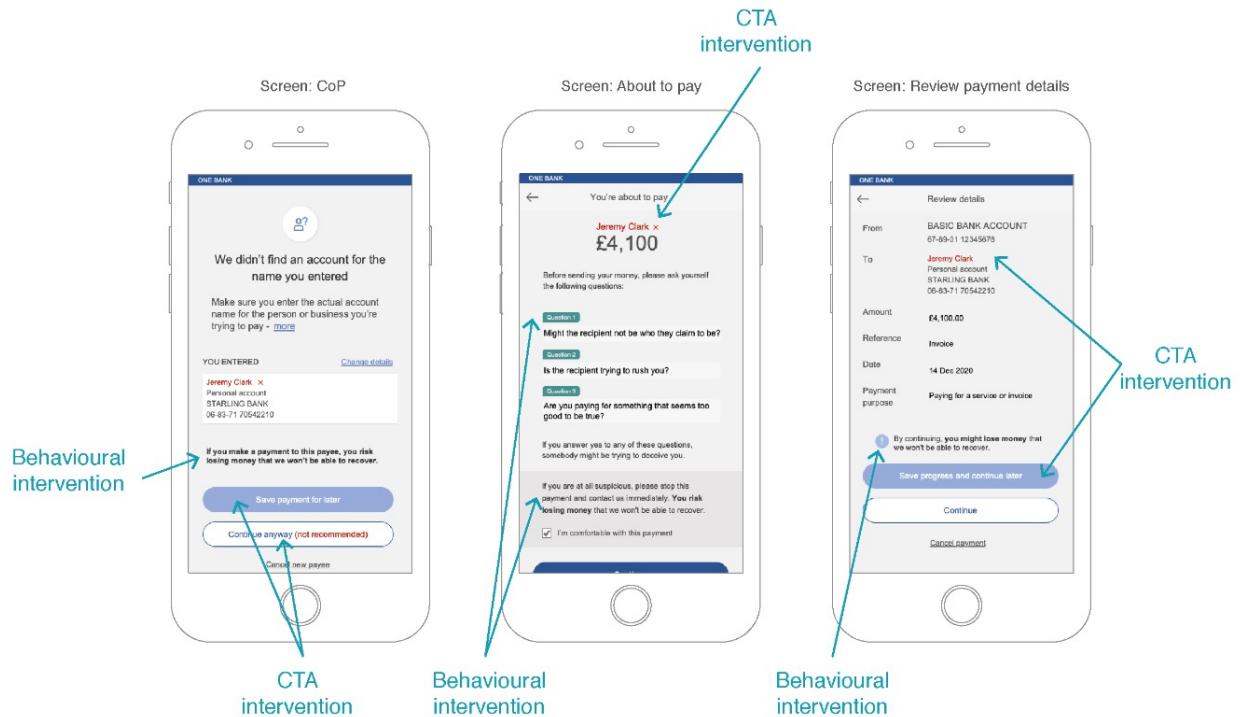 CTA
intervention
Screen: CoP
Screen: About to pay
Screen: Review payment details
ONE BANK
We didn't find an account for the
name you entered
Make sure you enter the actual account
name for the person or business you're
trying to pay - more
YOU ENTERED Change details
Jeremy Clark ×
Personal account
STARLING BANK
06-83-71 70542210
If you make a payment to this payee, you risk
losing money that we won't be able to recover.
Save payment for later
Continue anyway (not recommended)
Cancel new payee
Behavioural
intervention
CTA
intervention
ONE BANK
You're about to pay
Jeremy Clark ×
£4,100
Before sending your money, please ask yourself
the following questions:
Question 1
Might the recipient not be who they claim to be?
Question 2
Is the recipient trying to rush you?
Question 3
Are you paying for something that seems too
good to be true?
If you answer yes to any of these questions,
somebody might be trying to deceive you.
If you are at all suspicious, please stop this
payment and contact us immediately. You risk
losing money that we won't be able to recover.
I'm comfortable with this payment
Behavioural
intervention
ONE BANK
Review details
From BASIC BANK ACCOUNT
67-89-01 12345678
To Jeremy Clark
Personal account
STARLING BANK
06-83-71 70542210
Amount £4,100.00
Reference Invoice
Date 14 Dec 2020
Payment
purpose Paying for a service or invoice
By continuing, you might lose money that
we won't be able to recover.
Save progress and continue later
Continue
Cancel payment
CTA
intervention
Behavioural
intervention